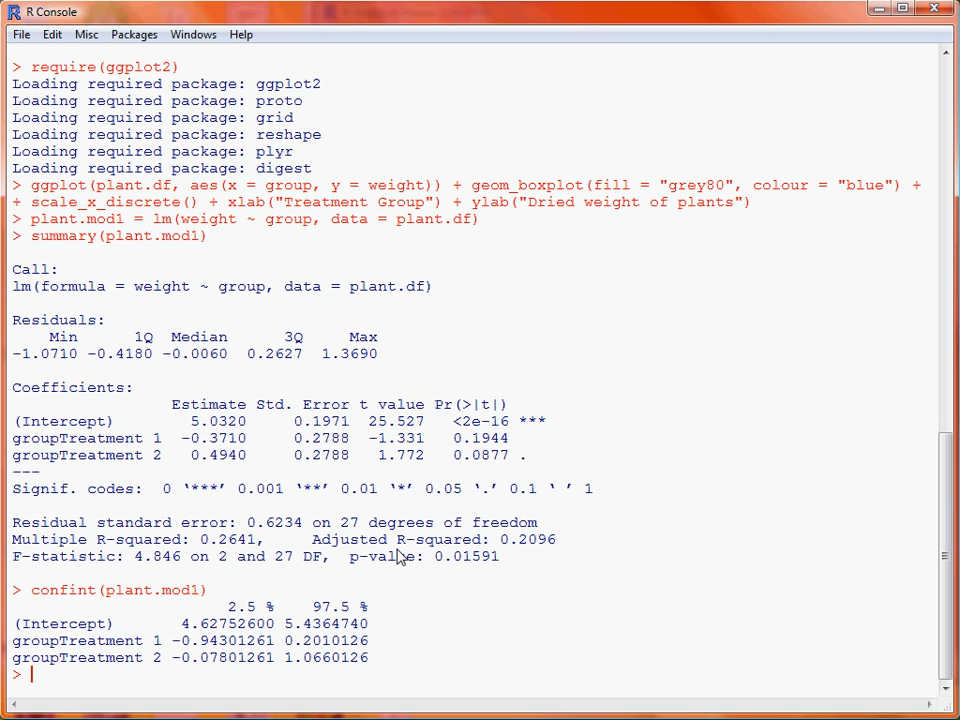 R Console
File Edit Misc Packages Windows Help
> require(ggplot2)
Loading required package: ggplot2
Loading required package: proto
Loading required package: grid
Loading required package: reshape
Loading required package: plyr
Loading required package: digest
> ggplot(plant.df, aes(x = group, y = weight)) + geom_boxplot(fill = "grey80", colour = "blue") +
+ scale_x_discrete() + xlab("Treatment Group") + ylab("Dried weight of plants")
> plant.mod1 = lm(weight ~ group, data = plant.df)
> summary(plant.mod1)
Call:
lm(formula = weight ~ group, data = plant.df)
Residuals:
Min 1Q Median 3Q Max
-1.0710 -0.4180 -0.0060 0.2627 1.3690
Coefficients:
Estimate Std. Error t value Pr(>|t|)
(Intercept) 5.0320 0.1971 25.527 <2e-16 ***
groupTreatment 1 -0.3710 0.2788 -1.331 0.1944
groupTreatment 2 0.4940 0.2788 1.772 0.0877 .
---
Signif. codes: 0 ‘***’ 0.001 ‘**’ 0.01 ‘*’ 0.05 ‘.’ 0.1 ‘ ’ 1
Residual standard error: 0.6234 on 27 degrees of freedom
Multiple R-squared: 0.2641, Adjusted R-squared: 0.2096
F-statistic: 4.846 on 2 and 27 DF, p-value: 0.01591
> confint(plant.mod1)
2.5 % 97.5 %
(Intercept) 4.62752600 5.4364740
groupTreatment 1 -0.94301261 0.2010126
groupTreatment 2 -0.07801261 1.0660126
>